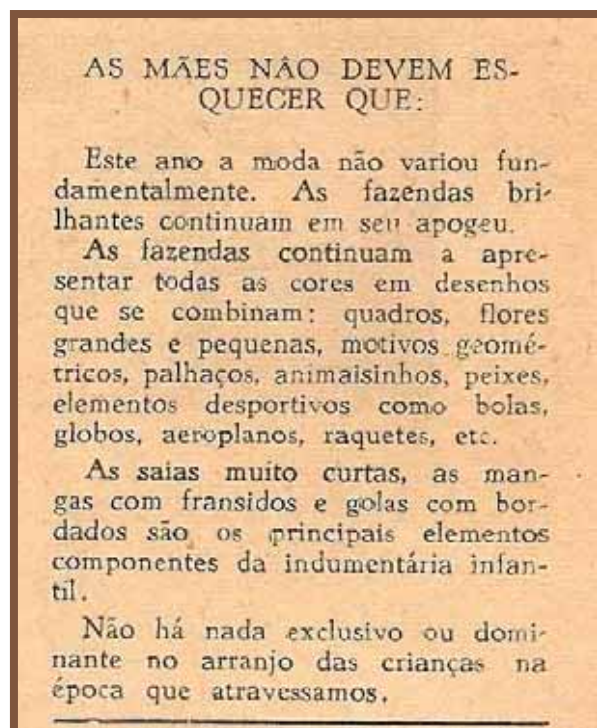 AS MÃES NÃO DEVEM ES-
QUECER QUE:
Este ano a moda não variou fun-
damentalmente. As fazendas bri-
lhantes continuam em seu apogeu.
As fazendas continuam a apre-
sentar todas as cores em desenhos
que se combinam: quadros, flores
grandes e pequenas, motivos geomé-
tricos, palhaços, animaisinhos, peixes,
elementos desportivos como bolas,
globos, aeroplanos, raquetes, etc.
As saias muito curtas, as man-
gas com fransidos e golas com bor-
dados são os principais elementos
componentes da indumentária infan-
til.
Não há nada exclusivo ou domi-
nante no arranjo das crianças na
época que atravessamos.